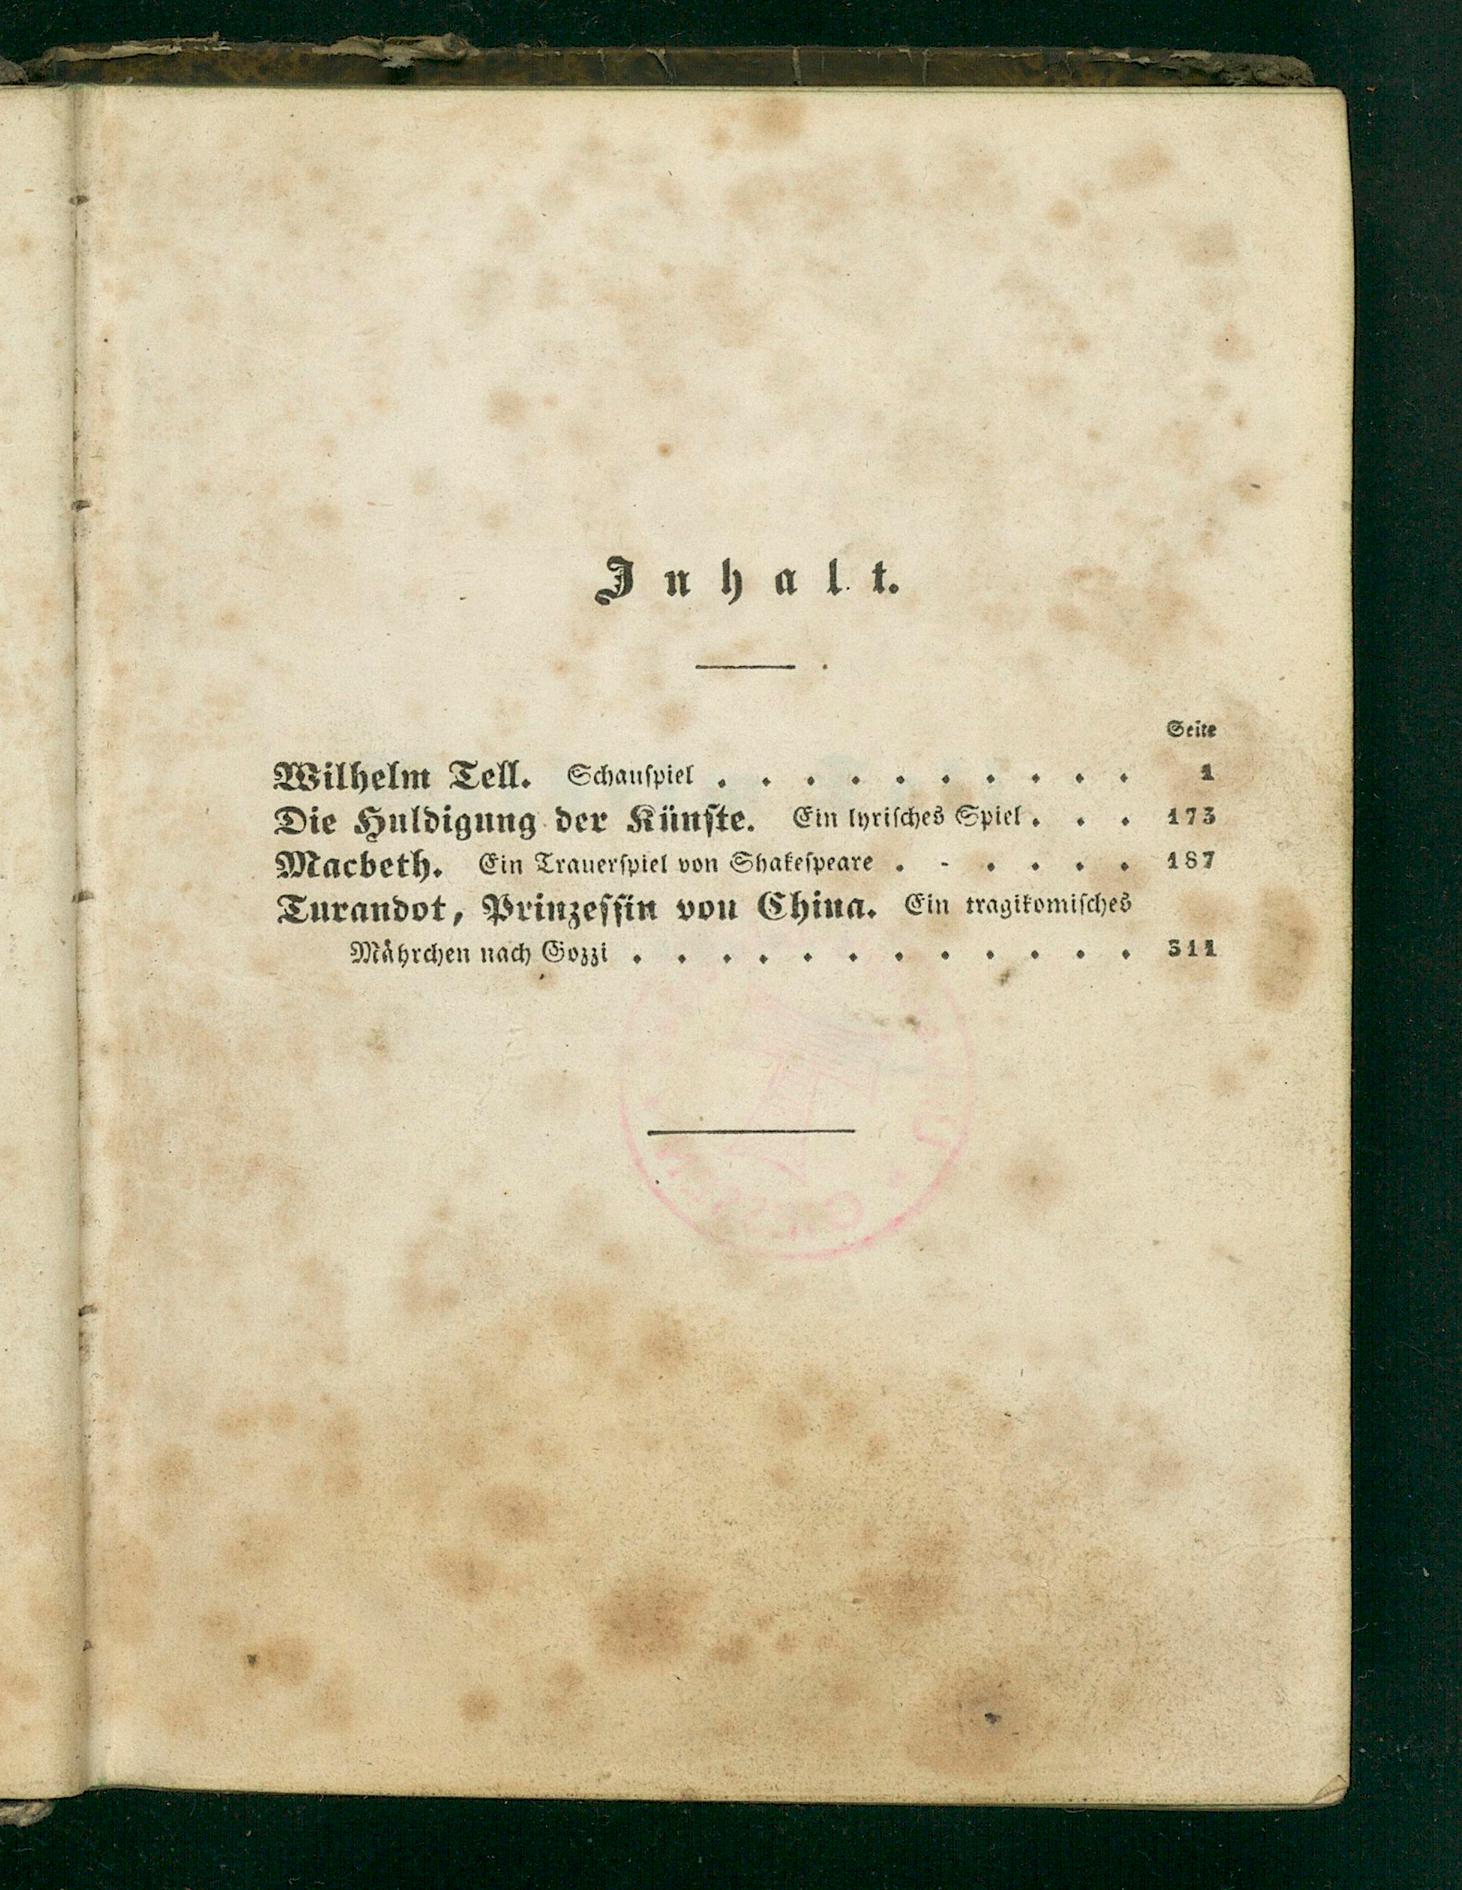 Inhalt.
Seite
Wilhelm Tell. Schauſpiel . . . . . . . . . . 1
Die Huldigung der Künſte. Ein lyriſches Spiel . . . 173
Macbeth. Ein Trauerſpiel von Shakeſpeare . - . . . . 187
Turandot, Prinzeſſin von China. Ein tragikomiſches
Mährchen nach Gozzi . . . . . . . . . . . . 311